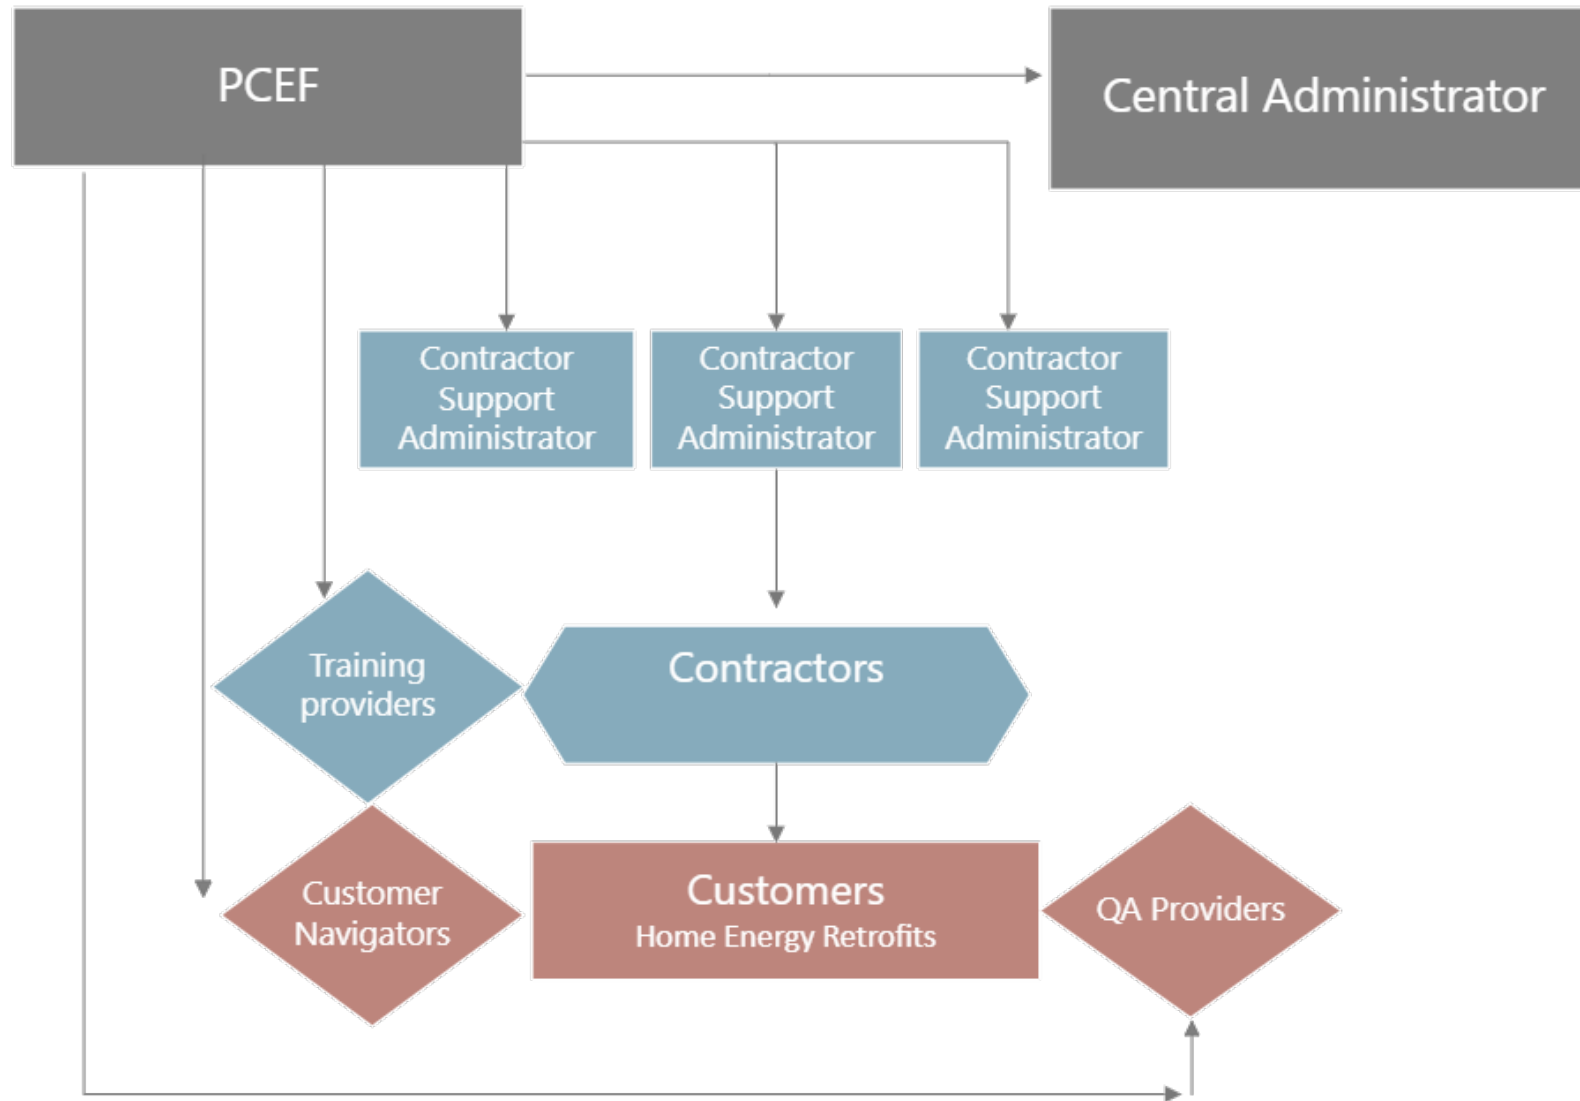 PCEF
Central Administrator
Contractor
Support
Administrator
Contractor
Support
Administrator
Contractor
Support
Administrator
Training
providers
Contractors
Customer
Navigators
Customers
Home Energy Retrofits
QA Providers